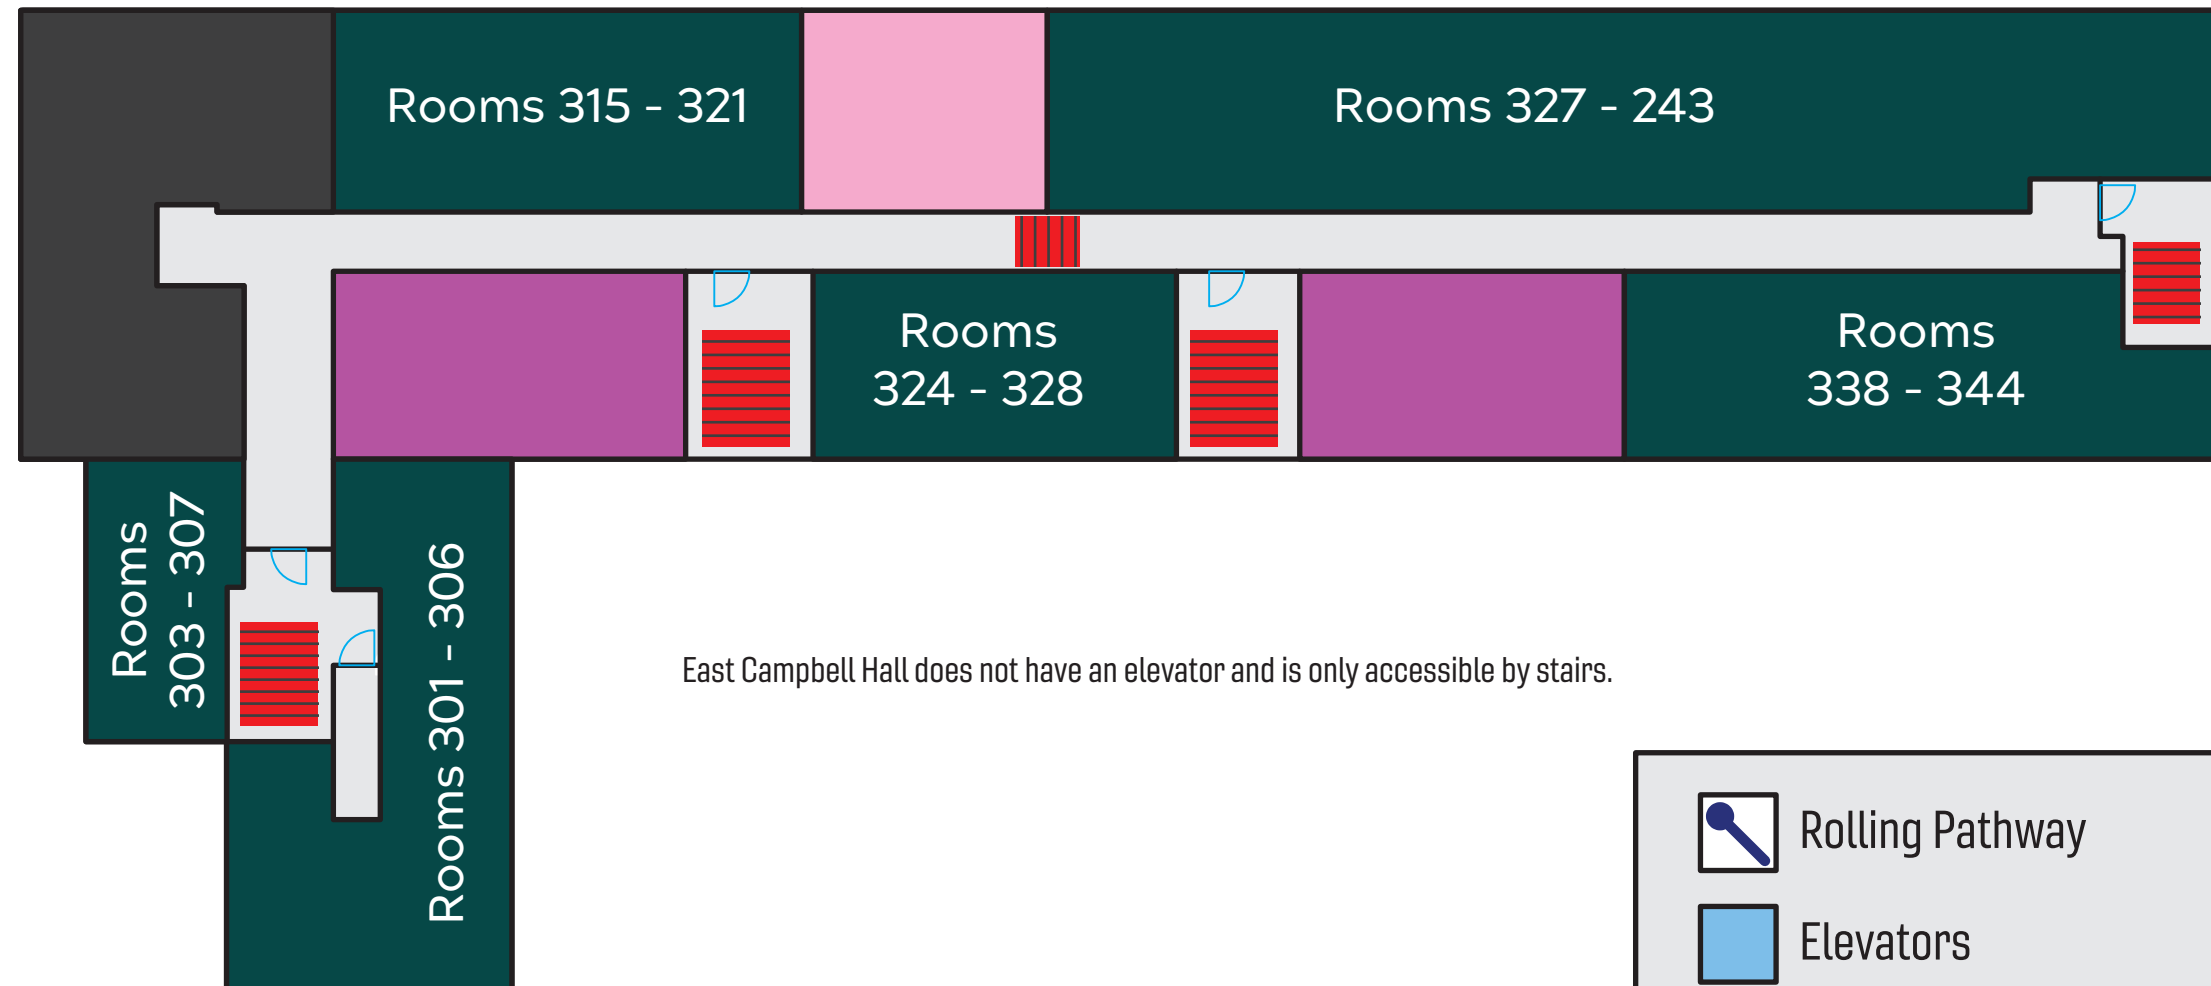 Rooms 315 - 321
Rooms 327 - 243
Rooms
324 - 328
Rooms
338 - 344
Rooms
303 - 307
Rooms 301 - 306
East Campbell Hall does not have an elevator and is only accessible by stairs.
Rolling Pathway
Elevators